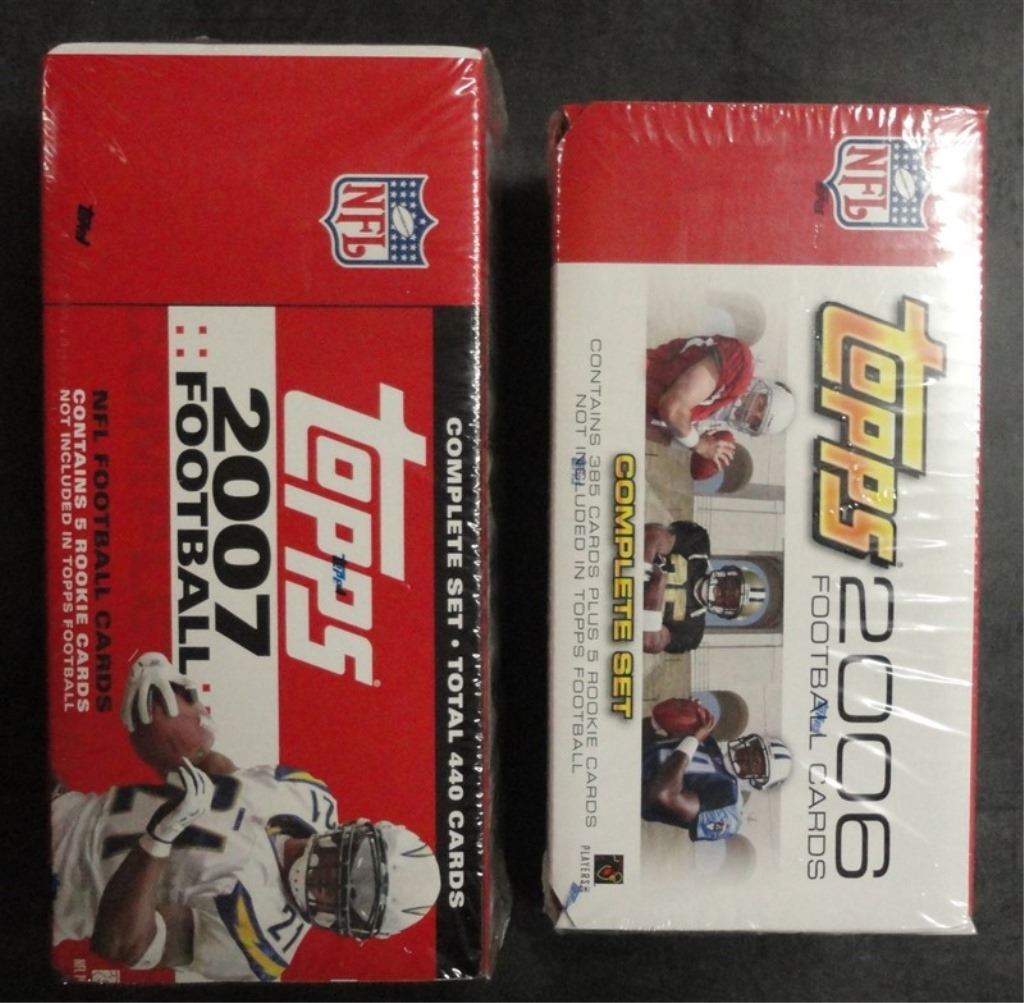 NFL
Topps
COMPLETE SET • TOTAL 440 CARDS
Topps®
2007
FOOTBALL
NFL FOOTBALL CARDS
CONTAINS 5 ROOKIE CARDS
NOT INCLUDED IN TOPPS FOOTBALL
21
NFL
Topps
Topps® 2006
FOOTBALL CARDS
COMPLETE SET
CONTAINS 385 CARDS PLUS 5 ROOKIE CARDS
NOT INCLUDED IN TOPPS FOOTBALL
PLAYERS